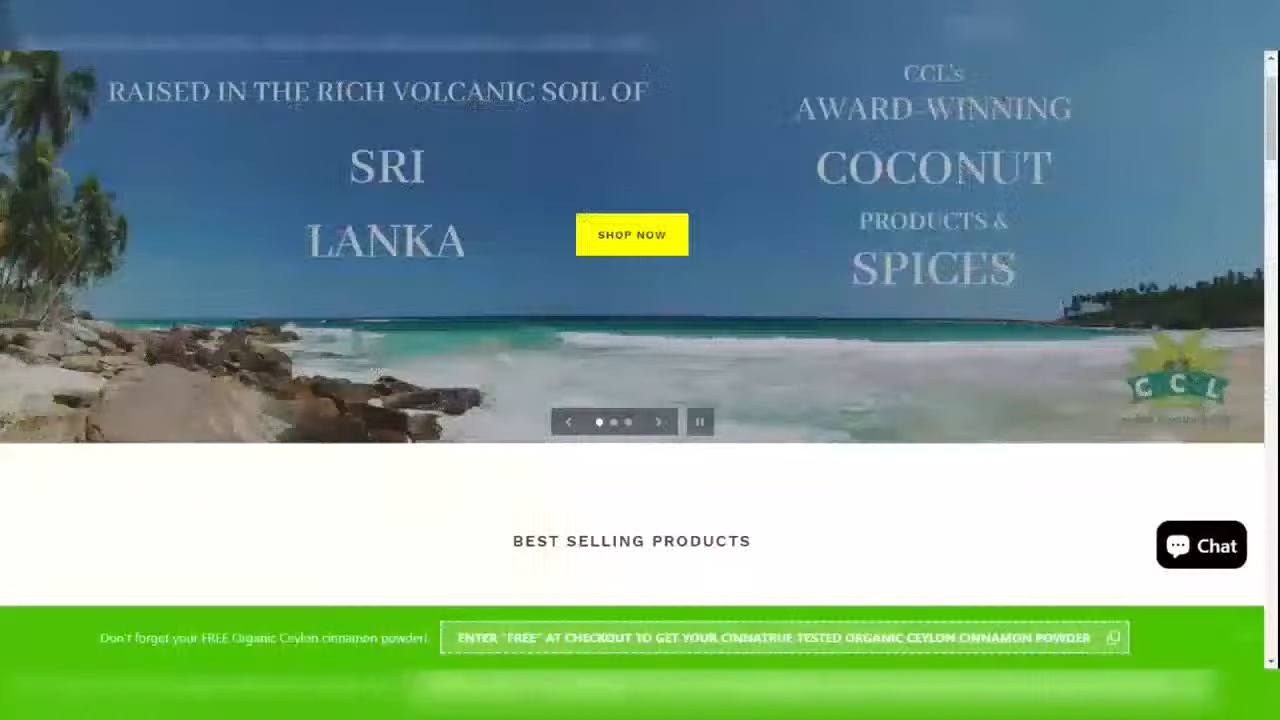 RAISED IN THE RICH VOLCANIC SOIL OF
SRI
LANKA
SHOP NOW
CCL's
AWARD-WINNING
COCONUT
PRODUCTS &
SPICES
CCL
BEST SELLING PRODUCTS
Chat
Don't forget your FREE Organic Ceylon cinnamon powder!
ENTER "FREE" AT CHECKOUT TO GET YOUR CINNATRUE TESTED ORGANIC CEYLON CINNAMON POWDER